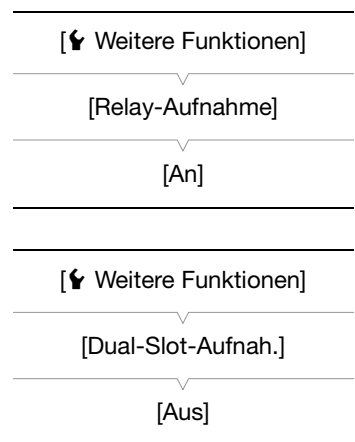 [Weitere Funktionen]
[Relay-Aufnahme]
[An]
[Weitere Funktionen]
[Dual-Slot-Aufnah.]
[Aus]